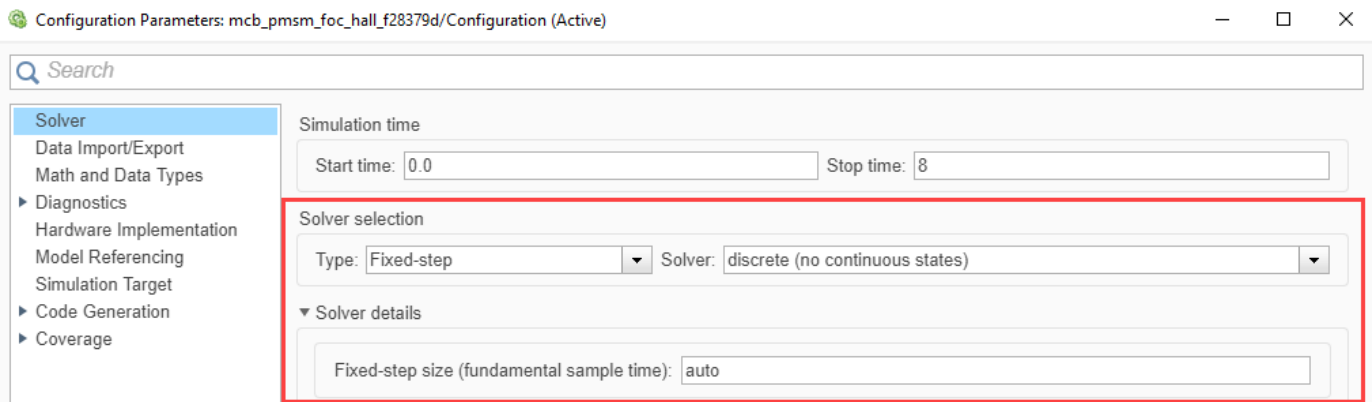 Configuration Parameters: mcb_pmsm_foc_hall_f28379d/Configuration (Active)
Search
Solver
Data Import/Export
Math and Data Types
Diagnostics
Hardware Implementation
Model Referencing
Simulation Target
Code Generation
Coverage
Simulation time
Start time: 0.0 Stop time: 8
Solver selection
Type: Fixed-step Solver: discrete (no continuous states)
Solver details
Fixed-step size (fundamental sample time): auto